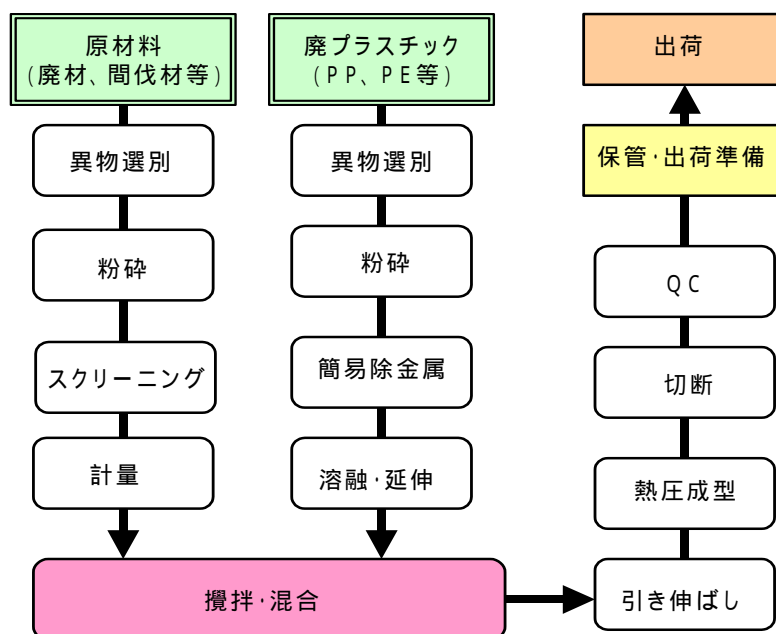 原材料
(廃材、間伐材等)
異物選別
粉砕
スクリーニング
計量
廃プラスチック
(PP、PE等)
異物選別
粉砕
簡易除金属
溶融･延伸
攪拌･混合
出荷
保管･出荷準備
QC
切断
熱圧成型
引き伸ばし